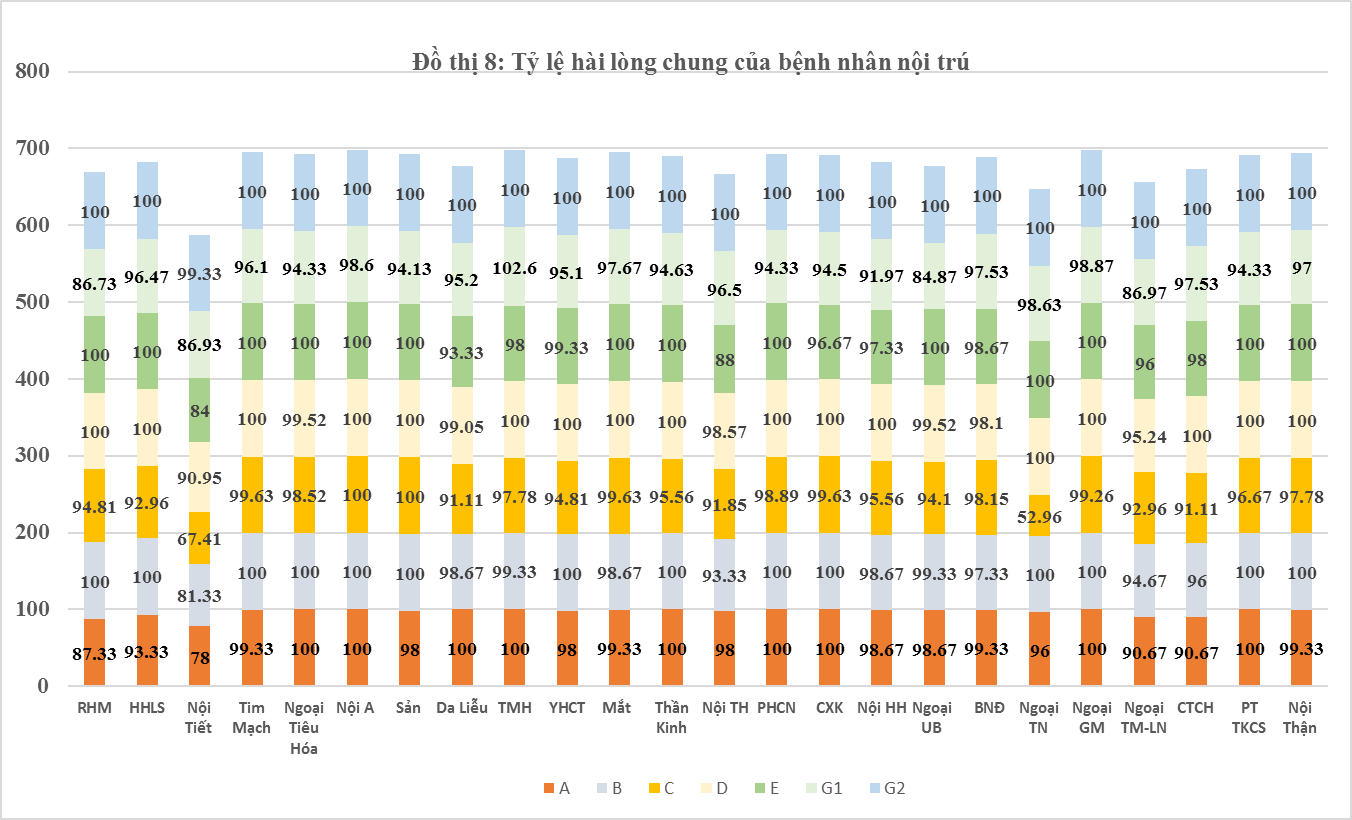 Đồ thị 8: Tỷ lệ hài lòng chung của bệnh nhân nội trú
800
700
600
500
400
300
200
100
0
100 100 99.33 100 100 100 100 100 100 100 100 100 100 100 100 100 100 100 100 100 100 100 100 100
86.73 96.47 86.93 96.1 94.33 98.6 94.13 95.2 102.6 95.1 97.67 94.63 96.5 94.33 94.5 91.97 84.87 97.53 98.63 98.87 86.97 97.53 94.33 97
100 100 84 100 100 100 100 93.33 98 99.33 100 100 88 100 96.67 97.33 100 98.67 100 100 96 98 100 100
100 100 90.95 100 99.52 100 100 99.05 100 100 100 100 98.57 100 100 100 99.52 98.1 100 100 95.24 100 100 100
94.81 92.96 67.41 99.63 98.52 100 100 91.11 97.78 94.81 99.63 95.56 91.85 98.89 99.63 95.56 94.1 98.15 52.96 99.26 92.96 91.11 96.67 97.78
100 100 81.33 100 100 100 100 98.67 99.33 100 98.67 100 93.33 100 100 98.67 99.33 97.33 100 100 94.67 96 100 100
87.33 93.33 78 99.33 100 100 98 100 100 98 99.33 100 98 100 100 98.67 98.67 99.33 96 100 90.67 90.67 100 99.33
RHM
HHLS
Nội
Tiết
Tim
Mạch
Ngoại
Tiêu
Hóa
Nội A
Sản
Da Liễu
TMH
YHCT
Mắt
Thần
Kinh
Nội TH
PHCN
CXK
Nội HH
Ngoại
UB
BNĐ
Ngoại
TN
Ngoại
GM
Ngoại
TM-LN
CTCH
PT
TKCS
Nội
Thận
A B C D E G1 G2